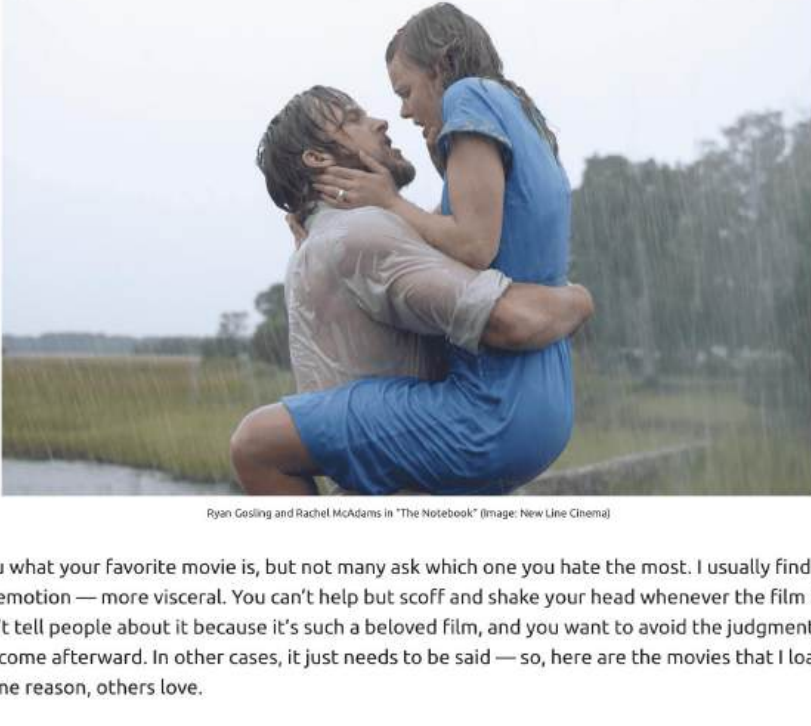 Ryan Gosling and Rachel McAdams in "The Notebook" (Image: New Line Cinema)
what your favorite movie is, but not many ask which one you hate the most. I usually find
emotion — more visceral. You can't help but scoff and shake your head whenever the film
tell people about it because it's such a beloved film, and you want to avoid the judgment
come afterward. In other cases, it just needs to be said — so, here are the movies that I
reason, others love.